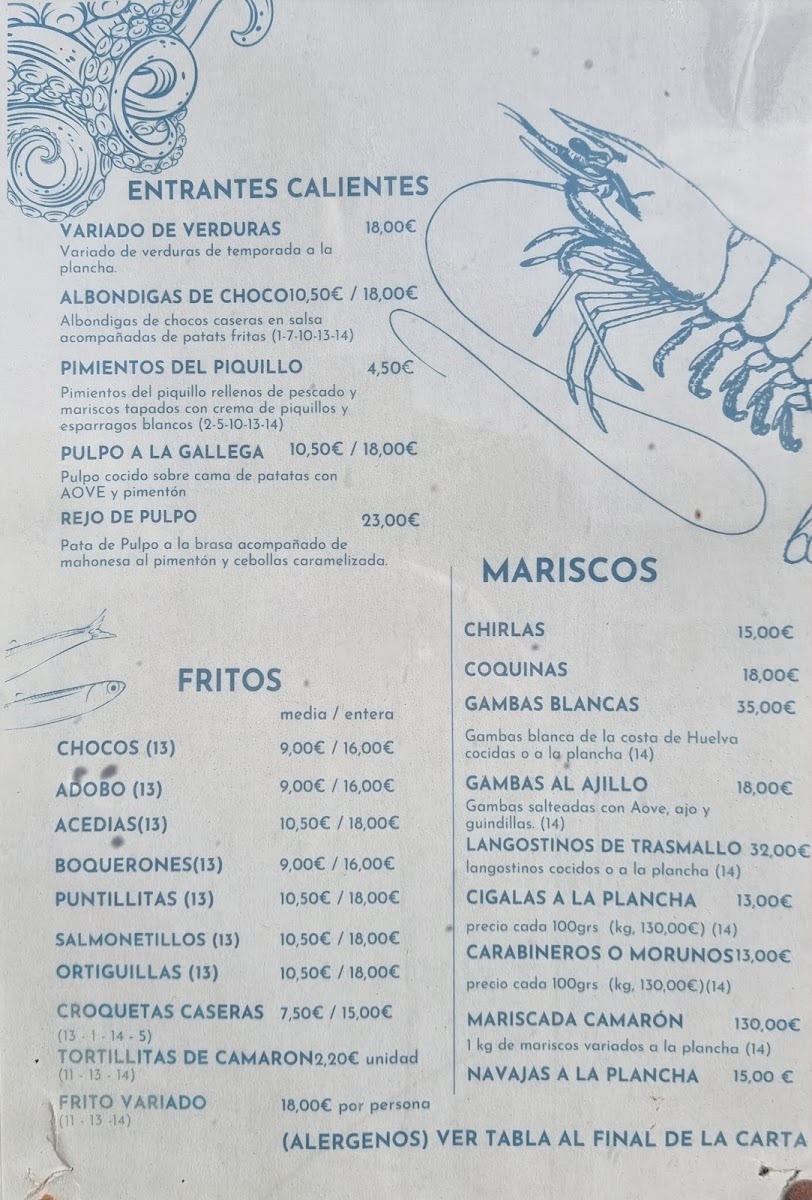 ENTRANTES CALIENTES
VARIADO DE VERDURAS 18,00€
Variado de verduras de temporada a la
plancha.
ALBONDIGAS DE CHOCO10,50€ / 18,00€
Albondigas de chocos caseras en salsa
acompañadas de patats fritas (1-7-10-13-14)
PIMIENTOS DEL PIQUILLO 4,50€
Pimientos del piquillo rellenos de pescado y
mariscos tapados con crema de piquillos y
esparragos blancos (2-5-10-13-14)
PULPO A LA GALLEGA 10,50€ / 18,00€
Pulpo cocido sobre cama de patatas con
AOVE y pimentón
REJO DE PULPO 23,00€
Pata de Pulpo a la brasa acompañado de
mahonesa al pimentón y cebollas caramelizada.
FRITOS
media / entera
CHOCOS (13) 9,00€ / 16,00€
ADOBO (13) 9,00€ / 16,00€
ACEDIAS(13) 10,50€ / 18,00€
BOQUERONES(13) 9,00€ / 16,00€
PUNTILLITAS (13) 10,50€ / 18,00€
SALMONETILLOS (13) 10,50€ / 18,00€
ORTIGUILLAS (13) 10,50€ / 18,00€
CROQUETAS CASERAS 7,50€ / 15,00€
(13 - 1 - 14 - 5)
TORTILLITAS DE CAMARON2,20€ unidad
(11 - 13 - 14)
FRITO VARIADO 18,00€ por persona
(11 - 13 -14)
MARISCOS
CHIRLAS 15,00€
COQUINAS 18,00€
GAMBAS BLANCAS 35,00€
Gambas blanca de la costa de Huelva
cocidas o a la plancha (14)
GAMBAS AL AJILLO 18,00€
Gambas salteadas con Aove, ajo y
guindillas. (14)
LANGOSTINOS DE TRASMALLO 32,00€
langostinos cocidos o a la plancha (14)
CIGALAS A LA PLANCHA 13,00€
precio cada 100grs (kg, 130,00€) (14)
CARABINEROS O MORUNOS13,00€
precio cada 100grs (kg, 130,00€)(14)
MARISCADA CAMARÓN 130,00€
1 kg de mariscos variados a la plancha (14)
NAVAJAS A LA PLANCHA 15,00 €
(ALERGENOS) VER TABLA AL FINAL DE LA CARTA